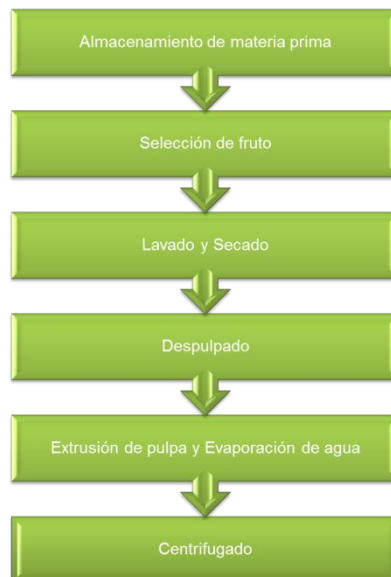 Almacenamiento de materia prima
Selección de fruto
Lavado y Secado
Despulpado
Extrusión de pulpa y Evaporación de agua
Centrifugado